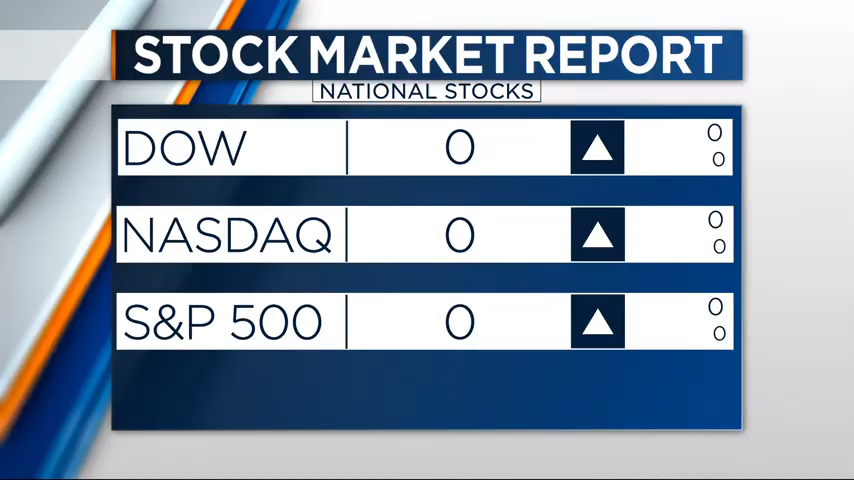 STOCK MARKET REPORT
NATIONAL STOCKS
DOW 0 ▲ 0
0
NASDAQ 0 ▲ 0
0
S&P 500 0 ▲ 0
0